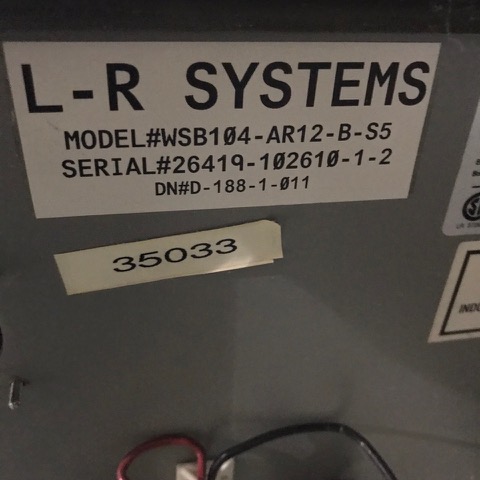 L-R SYSTEMS
MODEL#WSB104-AR12-B-S5
SERIAL#26419-102610-1-2
DN#D-188-1-011
35033